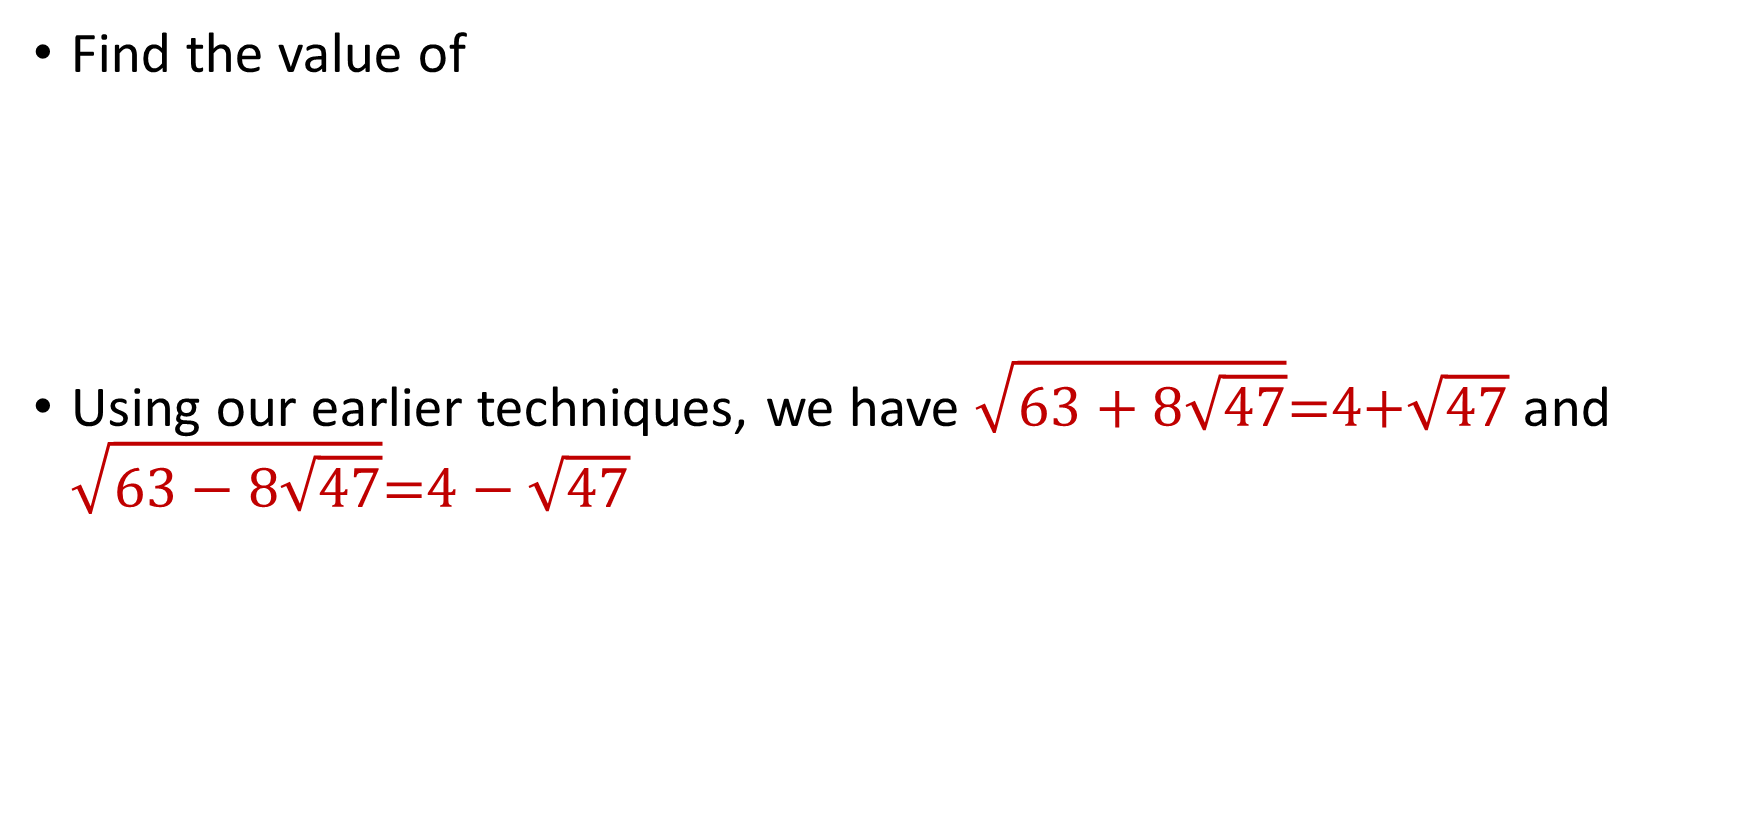 • Find the value of
• Using our earlier techniques, we have √(63 + 8√47)=4+√47 and
√(63 − 8√47)=4 − √47